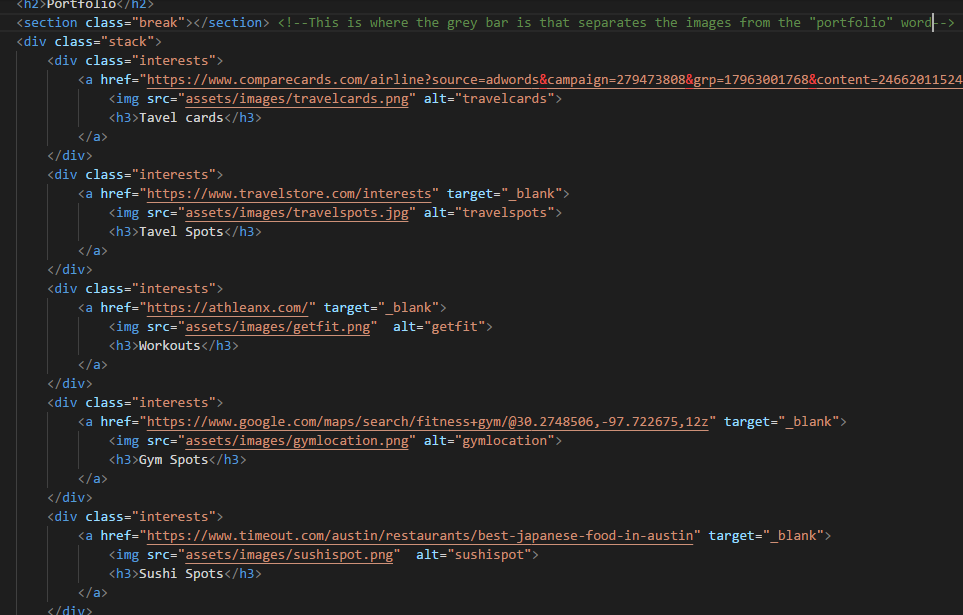 <h2>Portfolio</h2>
<section class="break"></section> <!--This is where the grey bar is that separates the images from the "portfolio" word-->
<div class="stack">
<div class="interests">
<a href="https://www.comparecards.com/airline?source=adwords&campaign=279473808&grp=17963001768&content=24662011524
<img src="assets/images/travelcards.png" alt="travelcards">
<h3>Tavel cards</h3>
</a>
</div>
<div class="interests">
<a href="https://www.travelstore.com/interests" target="_blank">
<img src="assets/images/travelspots.jpg" alt="travelspots">
<h3>Tavel Spots</h3>
</a>
</div>
<div class="interests">
<a href="https://athleanx.com/" target="_blank">
<img src="assets/images/getfit.png"  alt="getfit">
<h3>Workouts</h3>
</a>
</div>
<div class="interests">
<a href="https://www.google.com/maps/search/fitness+gym/@30.2748506,-97.722675,12z" target="_blank">
<img src="assets/images/gymlocation.png" alt="gymlocation">
<h3>Gym Spots</h3>
</a>
</div>
<div class="interests">
<a href="https://www.timeout.com/austin/restaurants/best-japanese-food-in-austin" target="_blank">
<img src="assets/images/sushispot.png"  alt="sushispot">
<h3>Sushi Spots</h3>
</a>
</div>